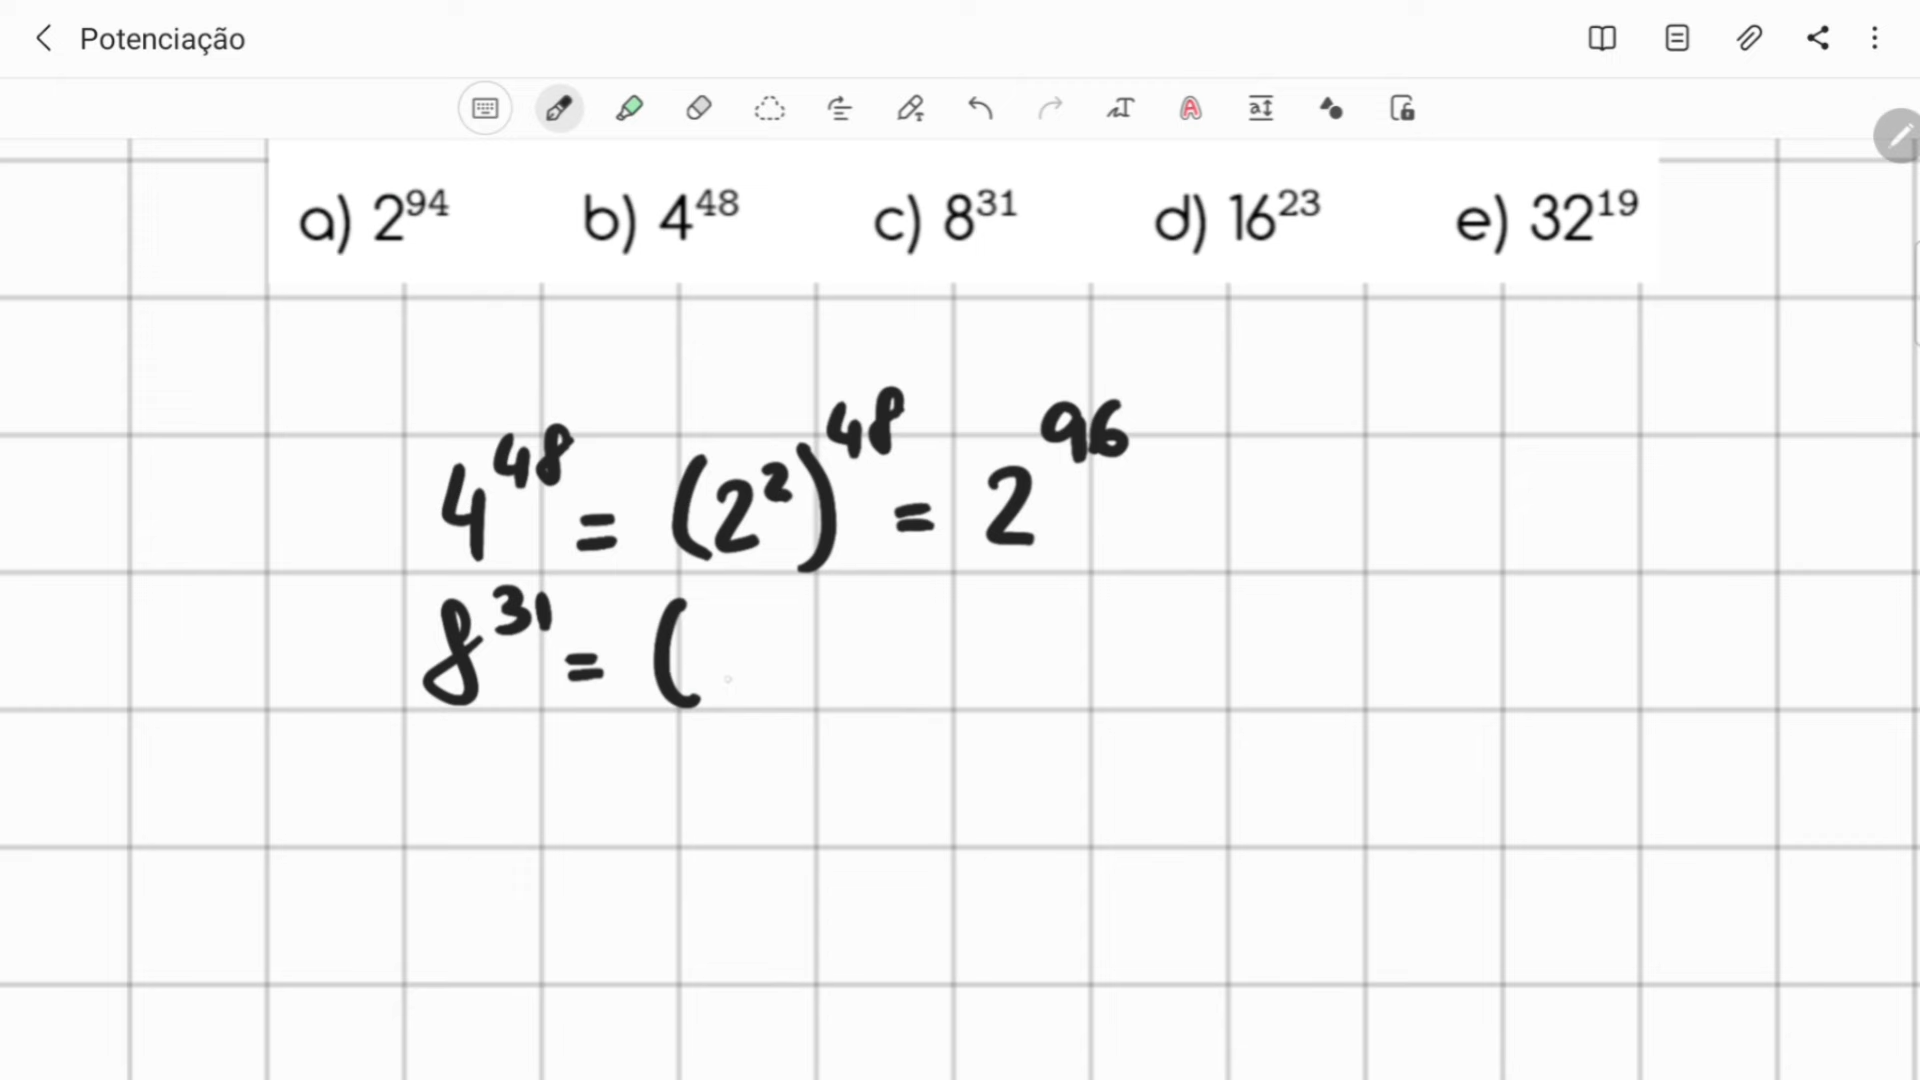 Potenciação
a) 2⁹⁴ b) 4⁴⁸ c) 8³¹ d) 16²³ e) 32¹⁹
4⁴⁸ = (2²)⁴⁸ = 2⁹⁶
8³¹ = (